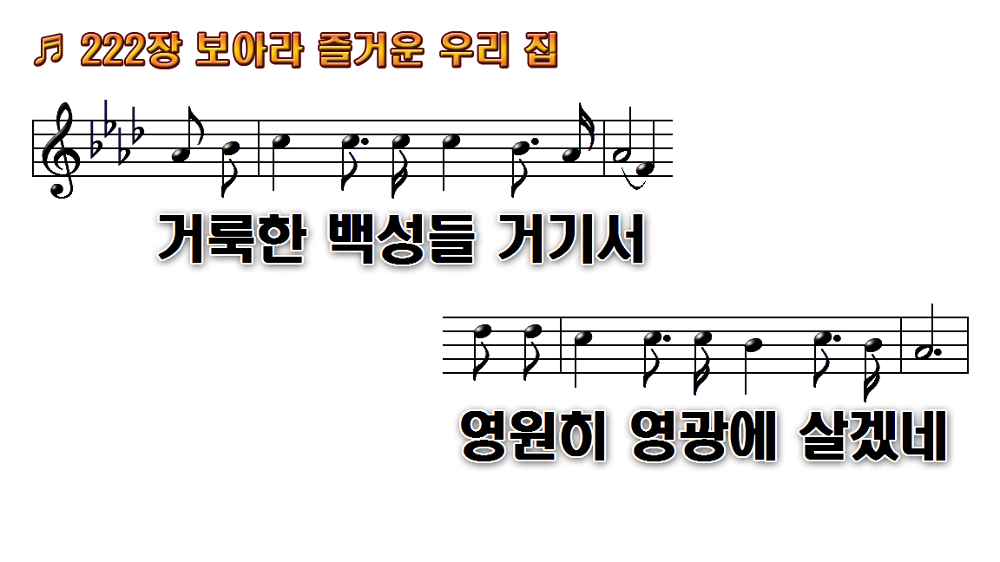 ♬ 222장 보아라 즐거운 우리 집
거룩한 백성들 거기서
영원히 영광에 살겠네